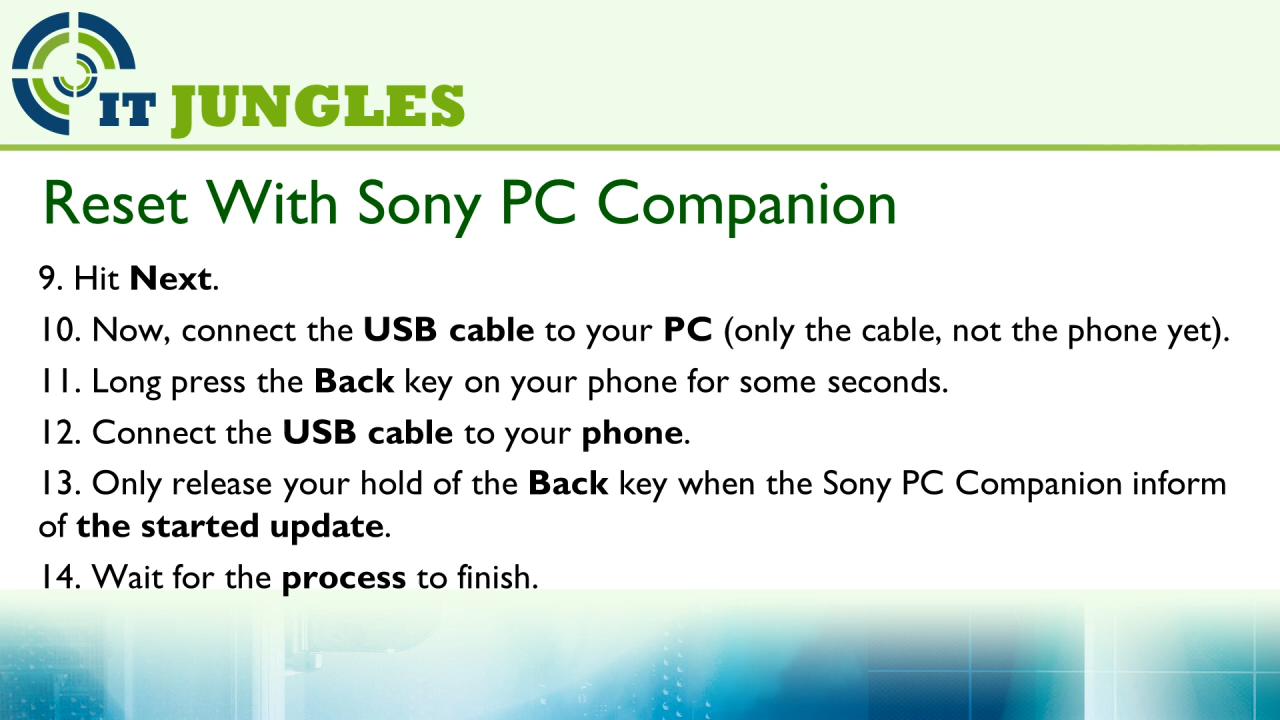 IT JUNGLES
Reset With Sony PC Companion
9. Hit Next.
10. Now, connect the USB cable to your PC (only the cable, not the phone yet).
11. Long press the Back key on your phone for some seconds.
12. Connect the USB cable to your phone.
13. Only release your hold of the Back key when the Sony PC Companion inform
of the started update.
14. Wait for the process to finish.